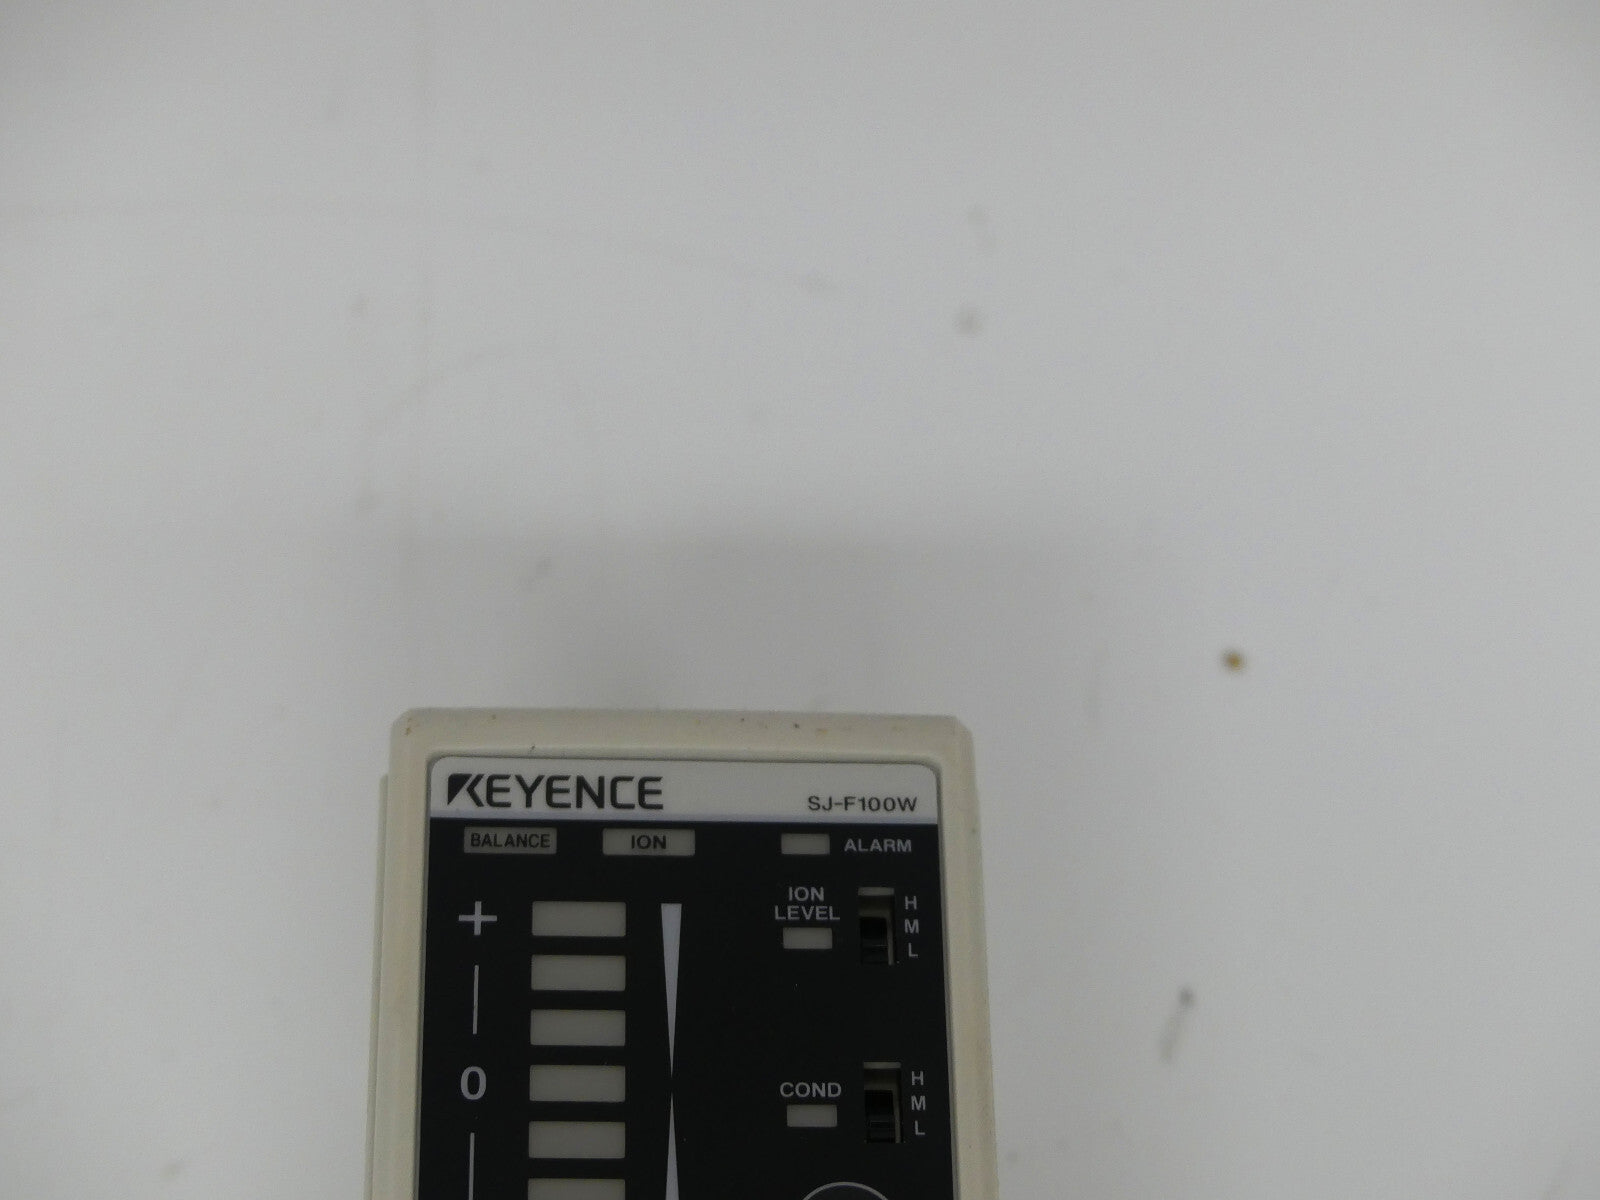 KEYENCE
SJ-F100W
BALANCE
ION
ALARM
+
ION
LEVEL
H
M
L
0
COND
H
M
L